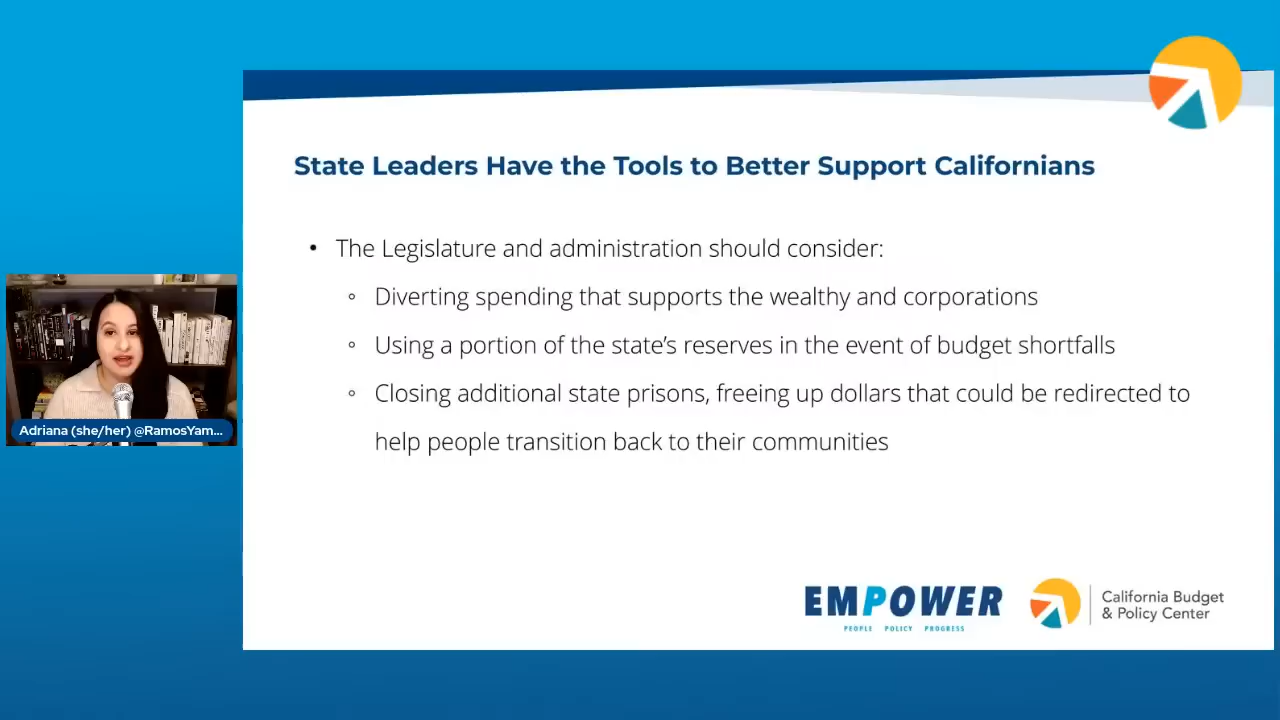 State Leaders Have the Tools to Better Support Californians
• The Legislature and administration should consider:
◦ Diverting spending that supports the wealthy and corporations
◦ Using a portion of the state's reserves in the event of budget shortfalls
◦ Closing additional state prisons, freeing up dollars that could be redirected to
help people transition back to their communities
Adriana (she/her) @RamosYam...
EMPOWER
PEOPLE POLICY PROGRESS
California Budget
& Policy Center